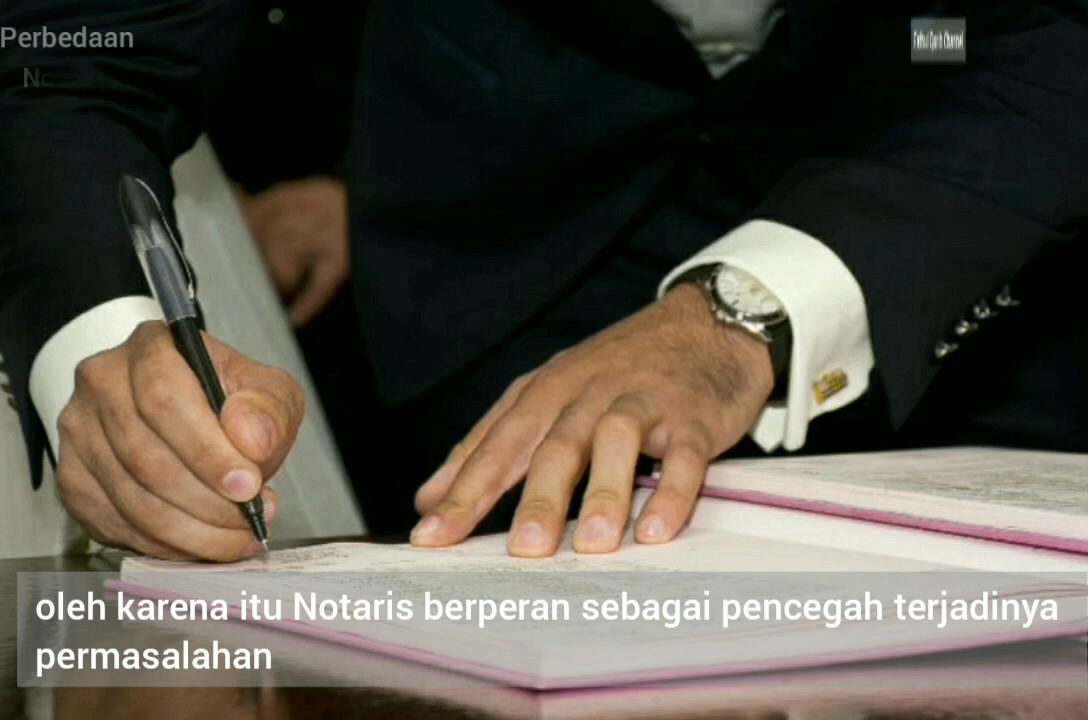 Perbedaan
oleh karena itu Notaris berperan sebagai pencegah terjadinya
permasalahan